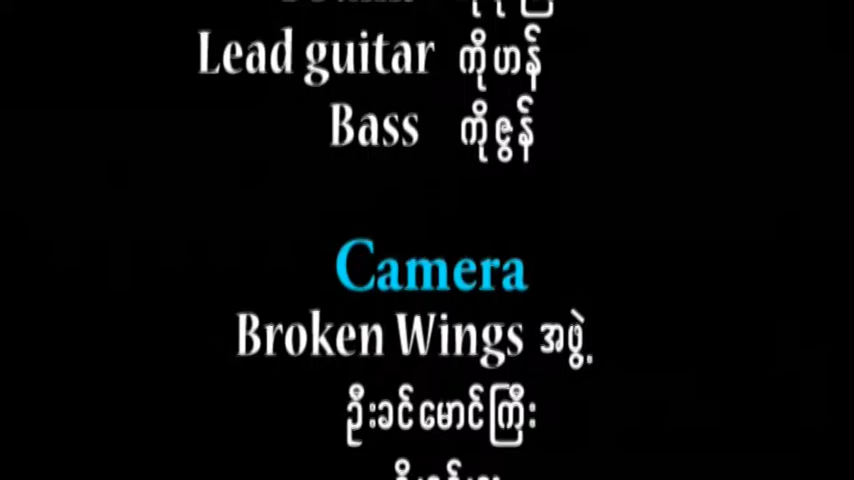 Lead guitar ကိုဟန်
Bass ကိုဇွန်
Camera
Broken Wings အဖွဲ့
ဦးခင်မောင်ကြီး